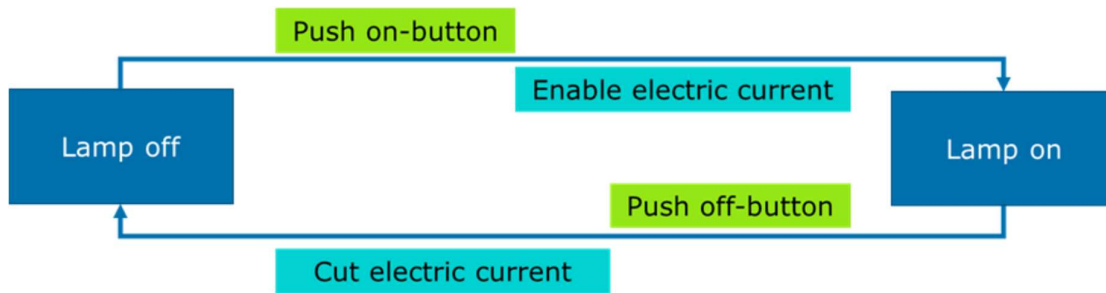 Push on-button
Enable electric current
Lamp off
Lamp on
Push off-button
Cut electric current